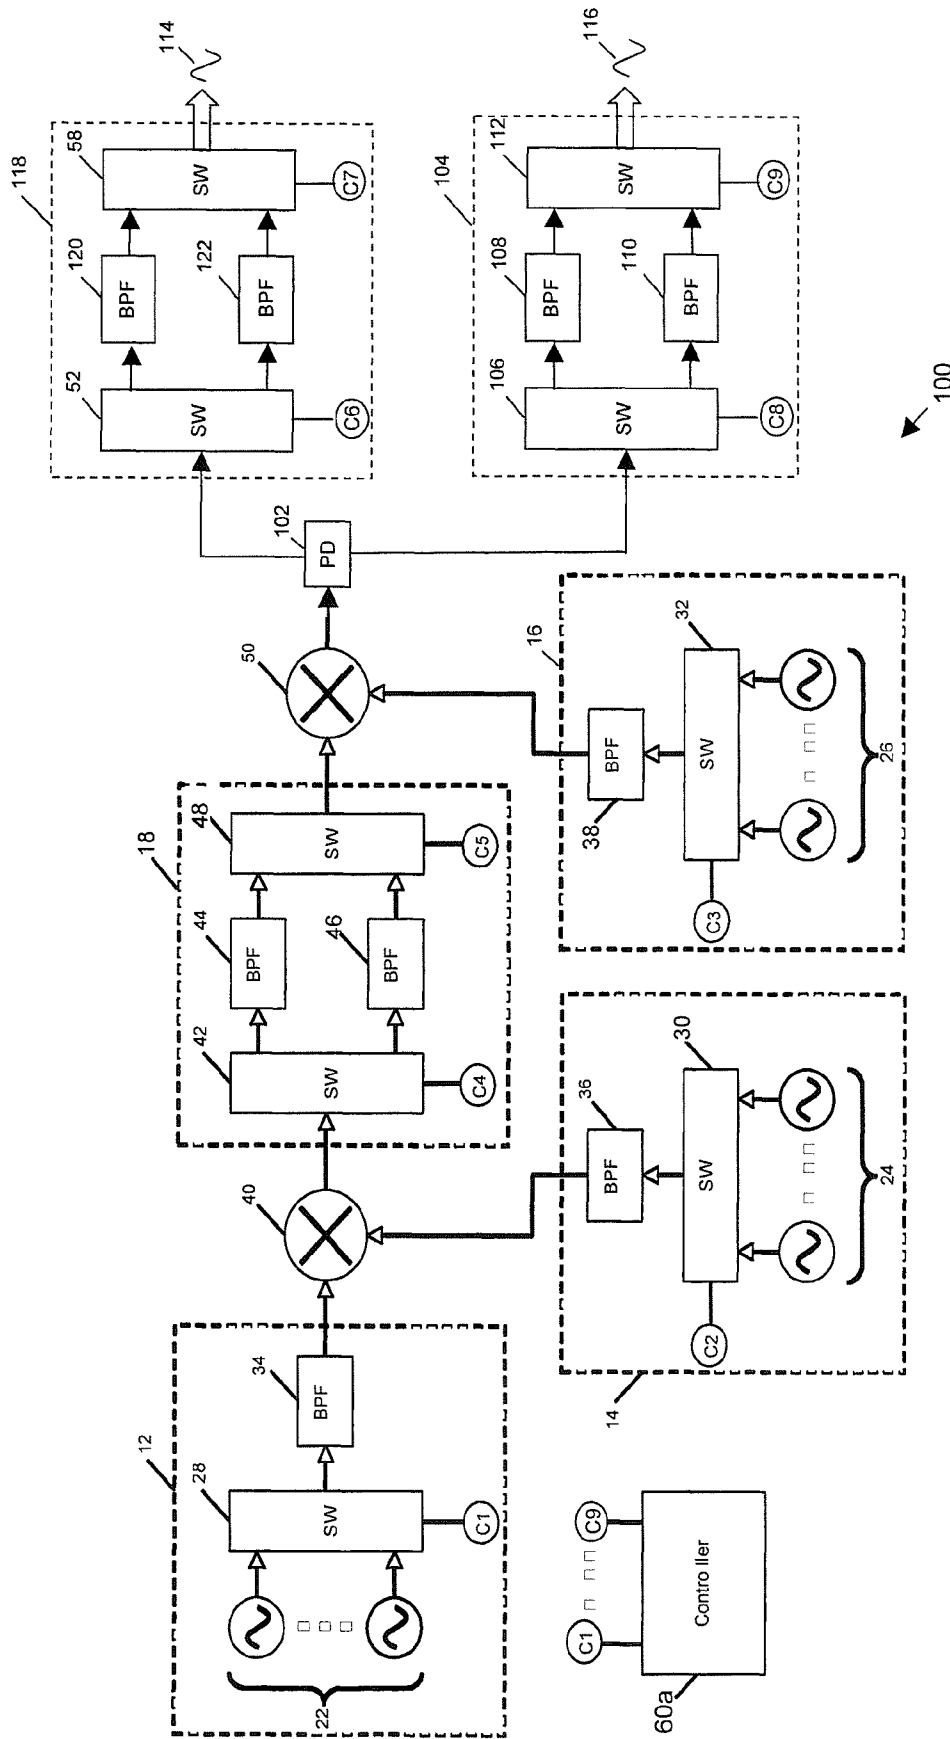 118
52
SW
C6
120
BPF
122
BPF
58
SW
C7
114
104
106
SW
C8
108
BPF
110
BPF
112
SW
C9
116
102
PD
100
12
22
28
SW
C1
34
BPF
40
18
42
SW
C4
44
BPF
46
BPF
48
SW
C5
50
14
C2
36
BPF
30
SW
24
16
38
BPF
32
SW
C3
26
C1
C9
Controller
60a